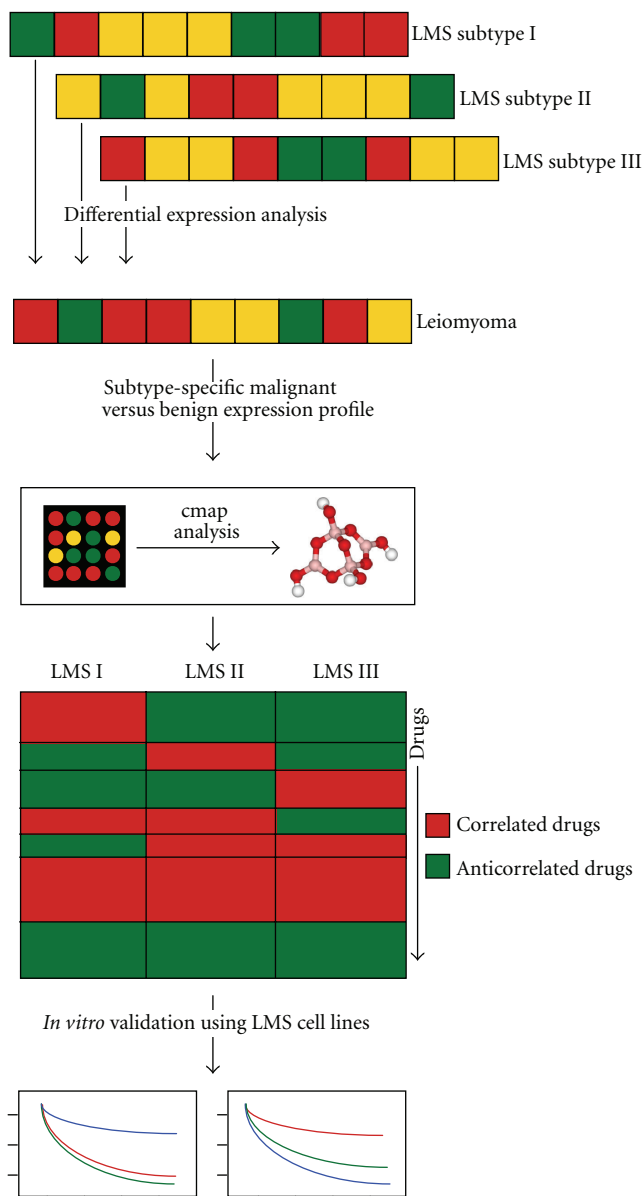 LMS subtype I
LMS subtype II
LMS subtype III
Differential expression analysis
Leiomyoma
Subtype-specific malignant
versus benign expression profile
cmap
analysis
LMS I LMS II LMS III
Drugs
Correlated drugs
Anticorrelated drugs
In vitro validation using LMS cell lines